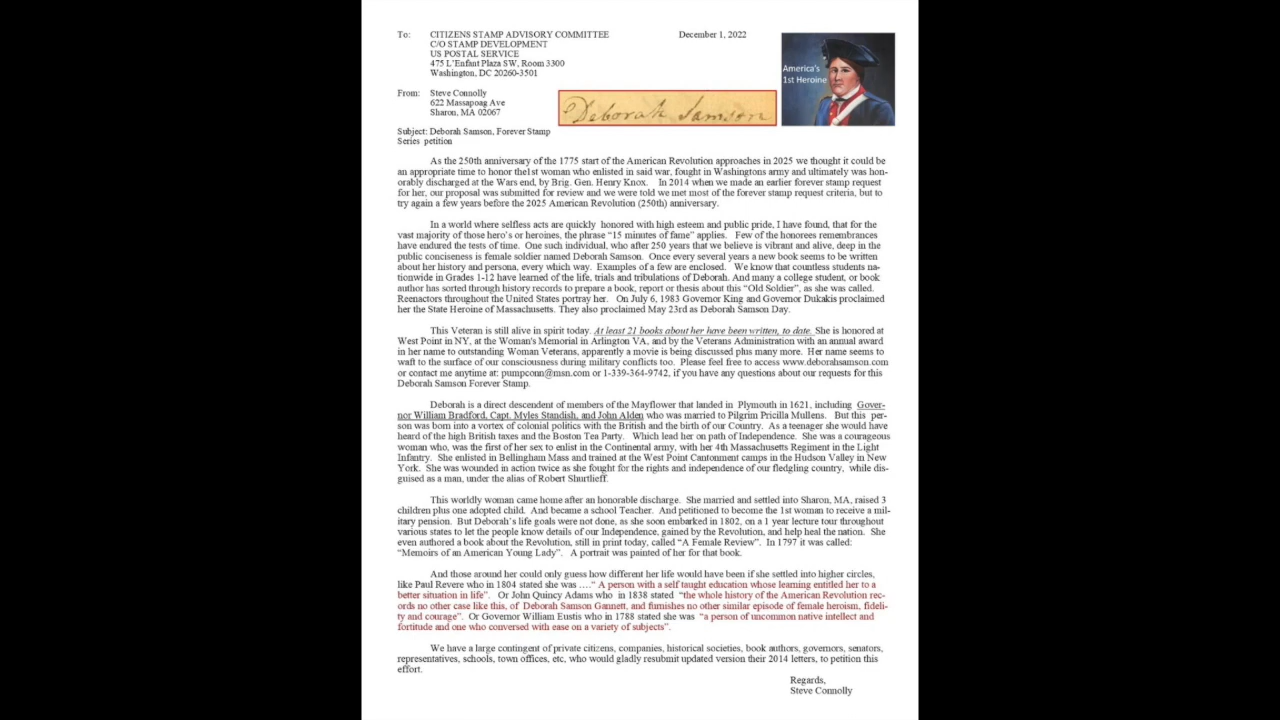 To: CITIZENS STAMP ADVISORY COMMITTEE December 1, 2022
C/O STAMP DEVELOPMENT
US POSTAL SERVICE
475 L'Enfant Plaza SW, Room 3300
Washington, DC 20260-3501
America's
1st Heroine
From: Steve Connolly
622 Massapoag Ave
Sharon, MA 02067
Deborah Samson
Subject: Deborah Samson, Forever Stamp
Series petition
As the 250th anniversary of the 1775 start of the American Revolution approaches in 2025 we thought it could be
an appropriate time to honor the1st woman who enlisted in said war, fought in Washingtons army and ultimately was hon-
orably discharged at the Wars end, by Brig. Gen. Henry Knox. In 2014 when we made an earlier forever stamp request
for her, our proposal was submitted for review and we were told we met most of the forever stamp request criteria, but to
try again a few years before the 2025 American Revolution (250th) anniversary.
In a world where selfless acts are quickly honored with high esteem and public pride, I have found, that for the
vast majority of those hero's or heroines, the phrase "15 minutes of fame" applies. Few of the honorees remembrances
have endured the tests of time. One such individual, who after 250 years that we believe is vibrant and alive, deep in the
public conciseness is female soldier named Deborah Samson. Once every several years a new book seems to be written
about her history and persona, every which way. Examples of a few are enclosed. We know that countless students na-
tionwide in Grades 1-12 have learned of the life, trials and tribulations of Deborah. And many a college student, or book
author has sorted through history records to prepare a book, report or thesis about this "Old Soldier", as she was called.
Reenactors throughout the United States portray her. On July 6, 1983 Governor King and Governor Dukakis proclaimed
her the State Heroine of Massachusetts. They also proclaimed May 23rd as Deborah Samson Day.
This Veteran is still alive in spirit today. At least 21 books about her have been written, to date. She is honored at
West Point in NY, at the Woman's Memorial in Arlington VA, and by the Veterans Administration with an annual award
in her name to outstanding Woman Veterans, apparently a movie is being discussed plus many more. Her name seems to
waft to the surface of our consciousness during military conflicts too. Please feel free to access www.deborahsamson.com
or contact me anytime at: pumpconn@msn.com or 1-339-364-9742, if you have any questions about our requests for this
Deborah Samson Forever Stamp.
Deborah is a direct descendent of members of the Mayflower that landed in Plymouth in 1621, including Gover-
nor William Bradford, Capt. Myles Standish, and John Alden who was married to Pilgrim Pricilla Mullens. But this per-
son was born into a vortex of colonial politics with the British and the birth of our Country. As a teenager she would have
heard of the high British taxes and the Boston Tea Party. Which lead her on path of Independence. She was a courageous
woman who, was the first of her sex to enlist in the Continental army, with her 4th Massachusetts Regiment in the Light
Infantry. She enlisted in Bellingham Mass and trained at the West Point Cantonment camps in the Hudson Valley in New
York. She was wounded in action twice as she fought for the rights and independence of our fledgling country, while dis-
guised as a man, under the alias of Robert Shurtlieff.
This worldly woman came home after an honorable discharge. She married and settled into Sharon, MA, raised 3
children plus one adopted child. And became a school Teacher. And petitioned to become the 1st woman to receive a mil-
itary pension. But Deborah's life goals were not done, as she soon embarked in 1802, on a 1 year lecture tour throughout
various states to let the people know details of our Independence, gained by the Revolution, and help heal the nation. She
even authored a book about the Revolution, still in print today, called "A Female Review". In 1797 it was called:
"Memoirs of an American Young Lady". A portrait was painted of her for that book.
And those around her could only guess how different her life would have been if she settled into higher circles,
like Paul Revere who in 1804 stated she was …." A person with a self taught education whose learning entitled her to a
better situation in life". Or John Quincy Adams who in 1838 stated "the whole history of the American Revolution rec-
ords no other case like this, of Deborah Samson Gannett, and furnishes no other similar episode of female heroism, fideli-
ty and courage". Or Governor William Eustis who in 1788 stated she was "a person of uncommon native intellect and
fortitude and one who conversed with ease on a variety of subjects".
We have a large contingent of private citizens, companies, historical societies, book authors, governors, senators,
representatives, schools, town offices, etc, who would gladly resubmit updated version their 2014 letters, to petition this
effort.
Regards,
Steve Connolly